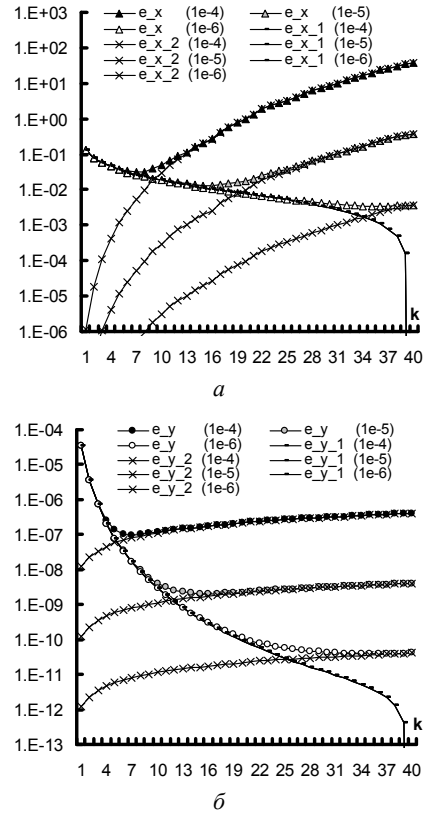 1.E+03
e_x (1e-4) e_x (1e-5)
e_x (1e-6) e_x_1 (1e-4)
e_x_2 (1e-4) e_x_1 (1e-5)
e_x_2 (1e-5) e_x_1 (1e-6)
e_x_2 (1e-6)
1.E+02
1.E+01
1.E+00
1.E-01
1.E-02
1.E-03
1.E-04
1.E-05
1.E-06
k
1 4 7 10 13 16 19 22 25 28 31 34 37 40
а
e_y (1e-4) e_y (1e-5)
e_y (1e-6) e_y_1 (1e-4)
e_y_2 (1e-4) e_y_1 (1e-5)
e_y_2 (1e-5) e_y_1 (1e-6)
e_y_2 (1e-6)
1.E-04
1.E-05
1.E-06
1.E-07
1.E-08
1.E-09
1.E-10
1.E-11
1.E-12
1.E-13
k
1 4 7 10 13 16 19 22 25 28 31 34 37 40
б